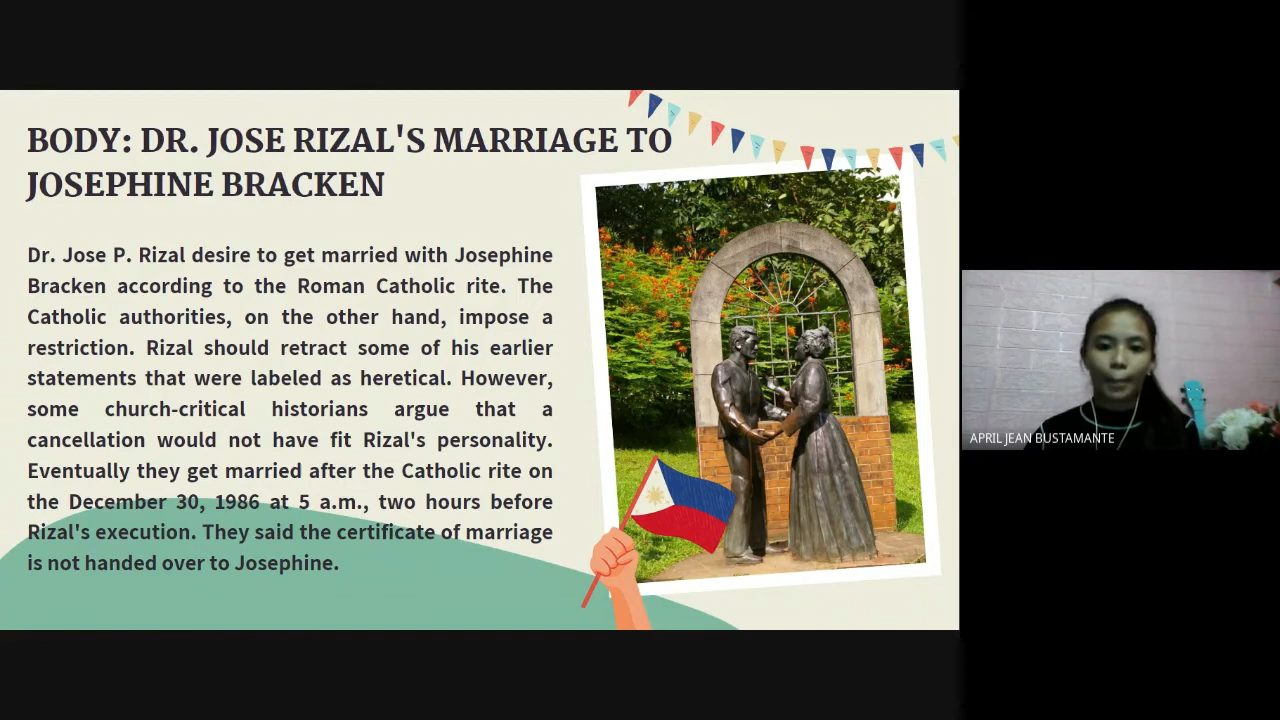 BODY: DR. JOSE RIZAL'S MARRIAGE TO
JOSEPHINE BRACKEN
Dr. Jose P. Rizal desire to get married with Josephine
Bracken according to the Roman Catholic rite. The
Catholic authorities, on the other hand, impose a
restriction. Rizal should retract some of his earlier
statements that were labeled as heretical. However,
some church-critical historians argue that a
cancellation would not have fit Rizal's personality.
Eventually they get married after the Catholic rite on
the December 30, 1986 at 5 a.m., two hours before
Rizal's execution. They said the certificate of marriage
is not handed over to Josephine.
APRIL JEAN BUSTAMANTE